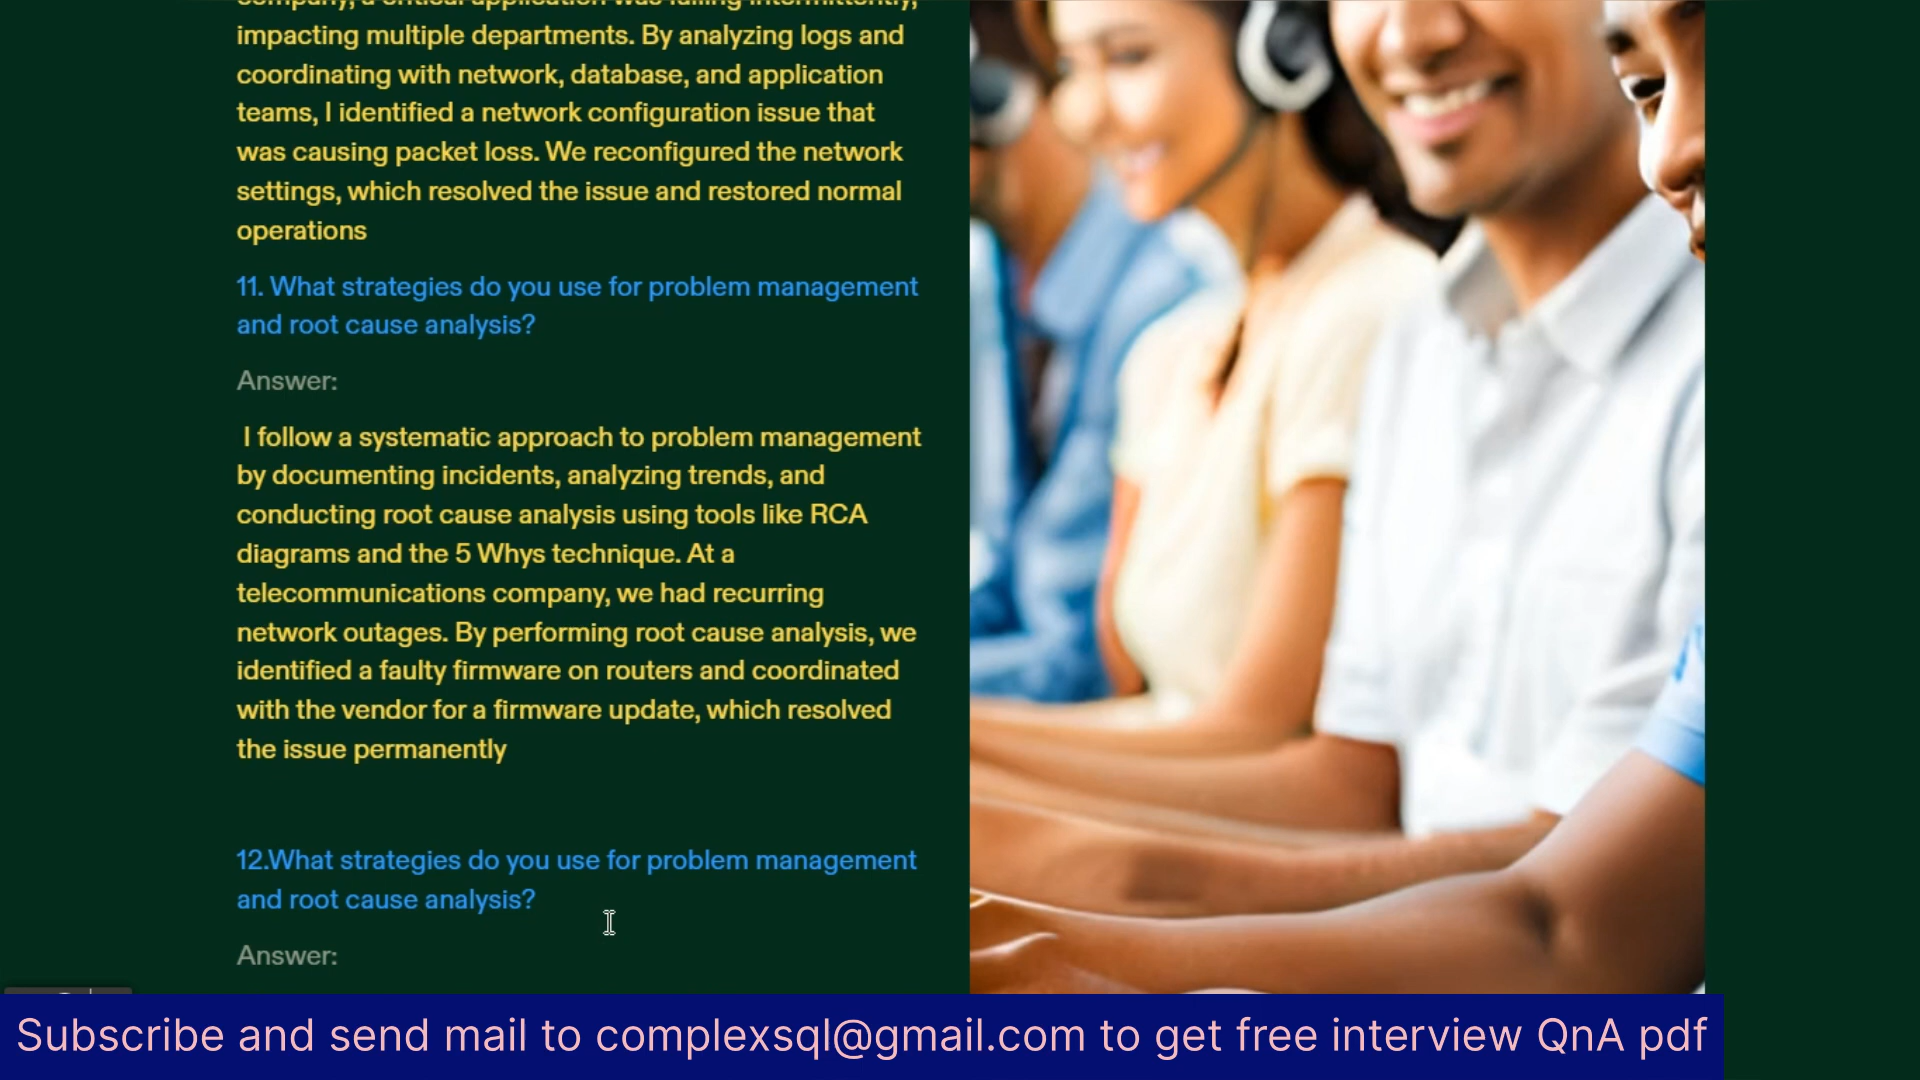 company, a critical application was failing intermittently,
impacting multiple departments. By analyzing logs and
coordinating with network, database, and application
teams, I identified a network configuration issue that
was causing packet loss. We reconfigured the network
settings, which resolved the issue and restored normal
operations
11. What strategies do you use for problem management
and root cause analysis?
Answer:
I follow a systematic approach to problem management
by documenting incidents, analyzing trends, and
conducting root cause analysis using tools like RCA
diagrams and the 5 Whys technique. At a
telecommunications company, we had recurring
network outages. By performing root cause analysis, we
identified a faulty firmware on routers and coordinated
with the vendor for a firmware update, which resolved
the issue permanently
12.What strategies do you use for problem management
and root cause analysis?
Answer:
Subscribe and send mail to complexsql@gmail.com to get free interview QnA pdf